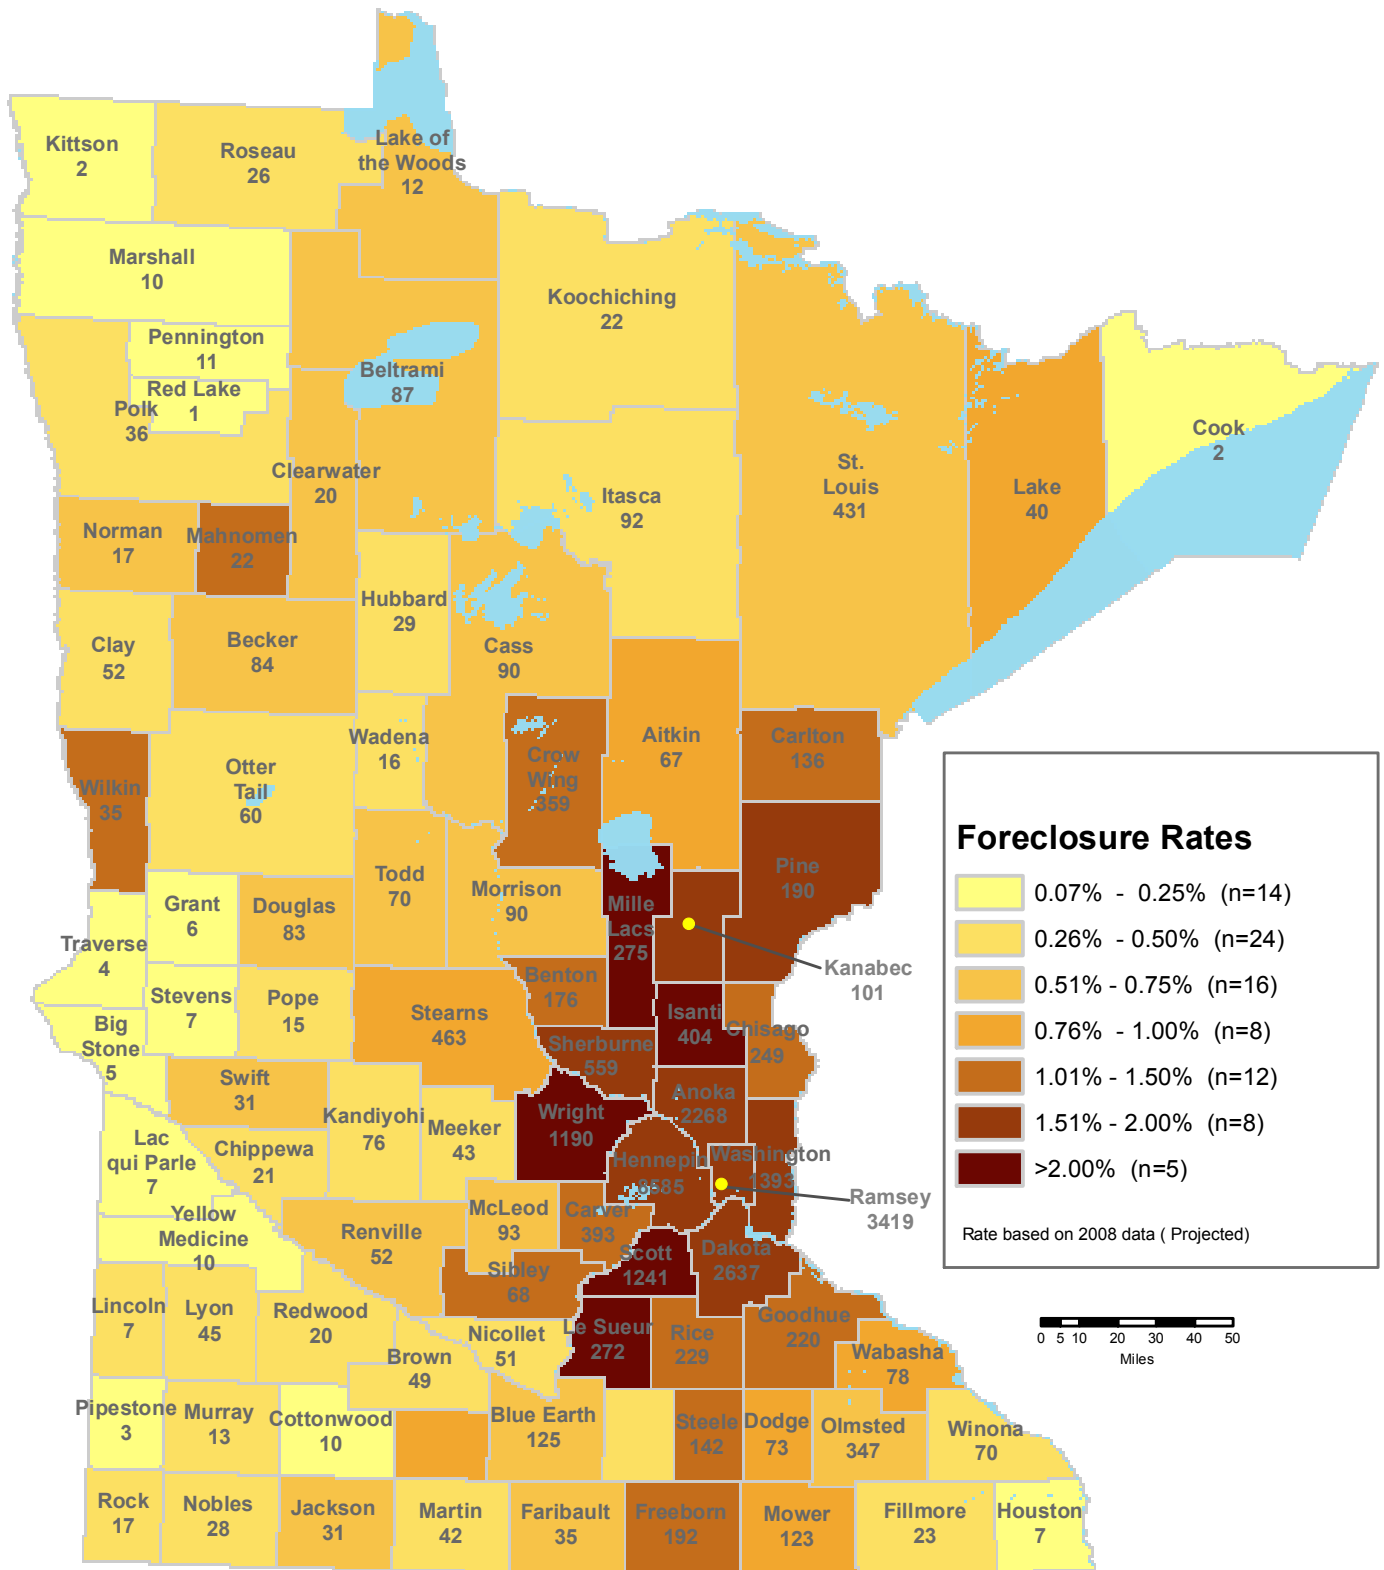 Kittson
2
Roseau
26
Lake of
the Woods
12
Marshall
10
Koochiching
22
Pennington
11
Red Lake
1
Polk
36
Beltrami
87
Clearwater
20
Itasca
92
St.
Louis
431
Lake
40
Cook
2
Norman
17
Mahnomen
22
Hubbard
29
Cass
90
Clay
52
Becker
84
Wadena
16
Crow
Wing
359
Aitkin
67
Carlton
136
Wilkin
35
Otter
Tail
60
Pine
190
Todd
70
Morrison
90
Mille
Lacs
275
Grant
6
Douglas
83
Traverse
4
Kanabec
101
Benton
176
Stevens
7
Pope
15
Stearns
463
Isanti
404
Chisago
249
Big
Stone
5
Sherburne
559
Swift
31
Anoka
2268
Wright
1190
Kandiyohi
76
Meeker
43
Lac
qui Parle
7
Chippewa
21
Hennepin
8585
Washington
1393
Ramsey
3419
Yellow
Medicine
10
Renville
52
McLeod
93
Carver
393
Scott
1241
Dakota
2637
Sibley
68
Lincoln
7
Lyon
45
Redwood
20
Nicollet
51
Le Sueur
272
Rice
229
Goodhue
220
Wabasha
78
Brown
49
Pipestone
3
Murray
13
Cottonwood
10
Blue Earth
125
Steele
142
Dodge
73
Olmsted
347
Winona
70
Rock
17
Nobles
28
Jackson
31
Martin
42
Faribault
35
Freeborn
192
Mower
123
Fillmore
23
Houston
7
Foreclosure Rates
0.07% - 0.25% (n=14)
0.26% - 0.50% (n=24)
0.51% - 0.75% (n=16)
0.76% - 1.00% (n=8)
1.01% - 1.50% (n=12)
1.51% - 2.00% (n=8)
>2.00% (n=5)
Rate based on 2008 data ( Projected)
0 5 10 20 30 40 50
Miles